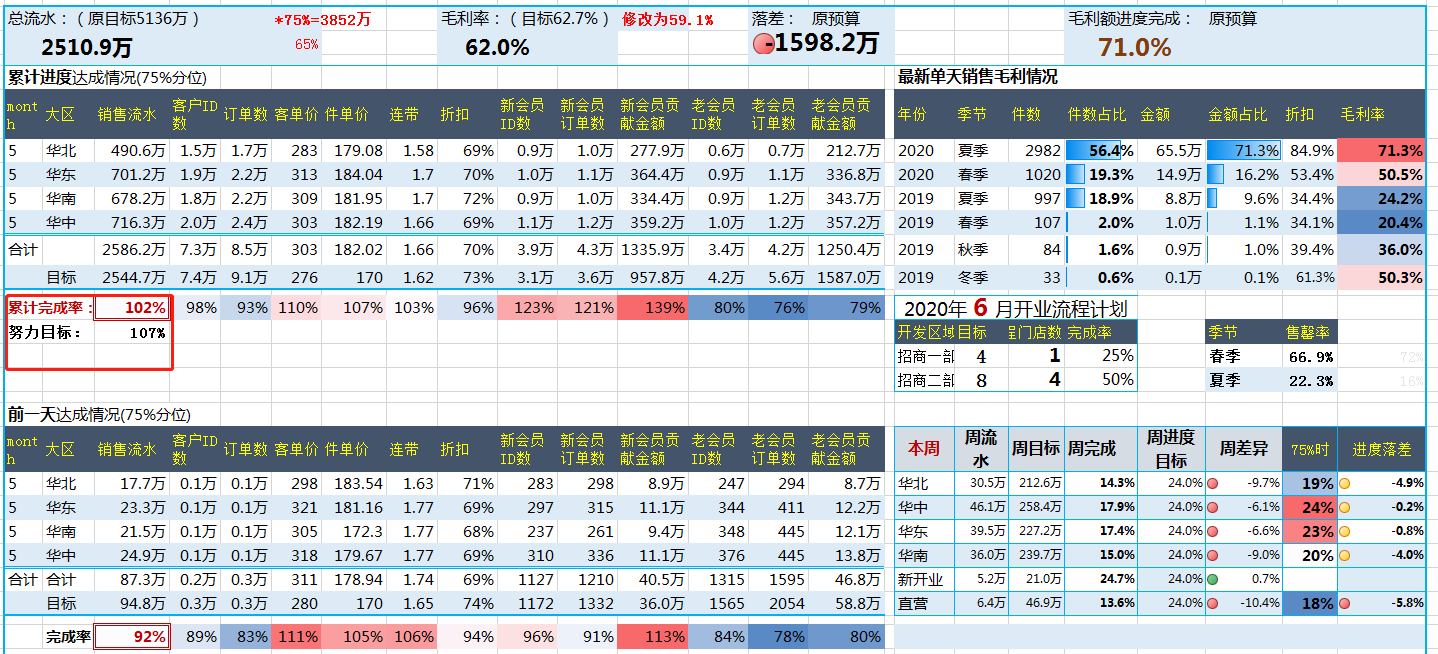 总流水：（原目标5136万） *75%=3852万 毛利率：（目标62.7%） 修改为59.1% 落差： 原预算 毛利额进度完成： 原预算
2510.9万 65% 62.0% -1598.2万 71.0%
累计进度达成情况(75%分位)
month 大区 销售流水 客户ID数 订单数 客单价 件单价 连带 折扣 新会员ID数 新会员订单数 新会员贡献金额 老会员ID数 老会员订单数 老会员贡献金额
5 华北 490.6万 1.5万 1.7万 283 179.08 1.58 69% 0.9万 1.0万 277.9万 0.6万 0.7万 212.7万
5 华东 701.2万 1.9万 2.2万 313 184.04 1.7 70% 1.0万 1.1万 364.4万 0.9万 1.1万 336.8万
5 华南 678.2万 1.8万 2.2万 309 181.95 1.7 72% 0.9万 1.0万 334.4万 0.9万 1.2万 343.7万
5 华中 716.3万 2.0万 2.4万 303 182.19 1.66 69% 1.1万 1.2万 359.2万 1.0万 1.2万 357.2万
合计 2586.2万 7.3万 8.5万 303 182.02 1.66 70% 3.9万 4.3万 1335.9万 3.4万 4.2万 1250.4万
目标 2544.7万 7.4万 9.1万 276 170 1.62 73% 3.1万 3.6万 957.8万 4.2万 5.6万 1587.0万
累计完成率： 102% 98% 93% 110% 107% 103% 96% 123% 121% 139% 80% 76% 79%
努力目标： 107%
最新单天销售毛利情况
年份 季节 件数 件数占比 金额 金额占比 折扣 毛利率
2020 夏季 2982 56.4% 65.5万 71.3% 84.9% 71.3%
2020 春季 1020 19.3% 14.9万 16.2% 53.4% 50.5%
2019 夏季 997 18.9% 8.8万 9.6% 34.4% 24.2%
2019 春季 107 2.0% 1.0万 1.1% 34.1% 20.4%
2019 秋季 84 1.6% 0.9万 1.0% 39.4% 36.0%
2019 冬季 33 0.6% 0.1万 0.1% 61.3% 50.3%
2020年 6 月开业流程计划
开发区域 目标 门店数 完成率 季节 售罄率
招商一部 4 1 25% 春季 66.9% 72%
招商二部 8 4 50% 夏季 22.3% 16%
前一天达成情况(75%分位)
month 大区 销售流水 客户ID数 订单数 客单价 件单价 连带 折扣 新会员ID数 新会员订单数 新会员贡献金额 老会员ID数 老会员订单数 老会员贡献金额
5 华北 17.7万 0.1万 0.1万 298 183.54 1.63 71% 283 298 8.9万 247 294 8.7万
5 华东 23.3万 0.1万 0.1万 321 181.16 1.77 69% 297 315 11.1万 344 411 12.2万
5 华南 21.5万 0.1万 0.1万 305 172.3 1.77 68% 237 261 9.4万 348 445 12.1万
5 华中 24.9万 0.1万 0.1万 318 179.67 1.77 69% 310 336 11.1万 376 445 13.8万
合计 合计 87.3万 0.2万 0.3万 311 178.94 1.74 69% 1127 1210 40.5万 1315 1595 46.8万
目标 94.8万 0.3万 0.3万 280 170 1.65 74% 1172 1332 36.0万 1565 2054 58.8万
完成率 92% 89% 83% 111% 105% 106% 94% 96% 91% 113% 84% 78% 80%
本周 周流水 周目标 周完成 周进度目标 周差异 75%时 进度落差
华北 30.5万 212.6万 14.3% 24.0% -9.7% 19% -4.9%
华中 46.1万 258.4万 17.9% 24.0% -6.1% 24% -0.2%
华东 39.5万 227.2万 17.4% 24.0% -6.6% 23% -0.8%
华南 36.0万 239.7万 15.0% 24.0% -9.0% 20% -4.0%
新开业 5.2万 21.0万 24.7% 24.0% 0.7%
直营 6.4万 46.9万 13.6% 24.0% -10.4% 18% -5.8%